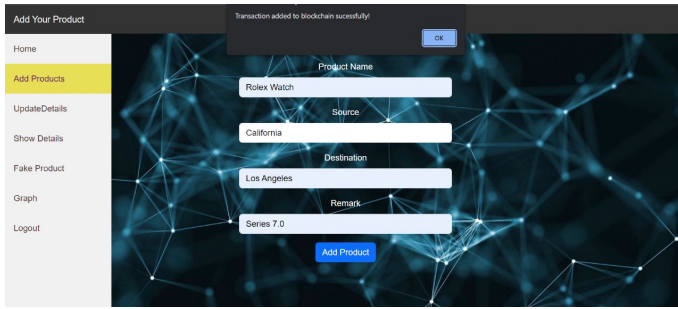 Add Your Product
Transaction added to blockchain sucessfully!
OK
Home
Add Products
UpdateDetails
Show Details
Fake Product
Graph
Logout
Product Name
Rolex Watch
Source
California
Destination
Los Angeles
Remark
Series 7.0
Add Product